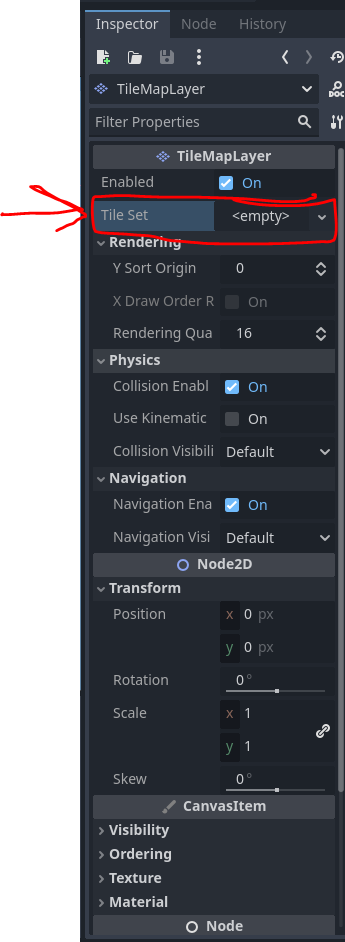 Inspector Node History
TileMapLayer DOC
Filter Properties
TileMapLayer
Enabled On
Tile Set <empty>
Rendering
Y Sort Origin 0
X Draw Order R On
Rendering Qua 16
Physics
Collision Enabl On
Use Kinematic On
Collision Visibili Default
Navigation
Navigation Ena On
Navigation Visi Default
Node2D
Transform
Position x 0 px
y 0 px
Rotation 0 °
Scale x 1
y 1
Skew 0 °
CanvasItem
Visibility
Ordering
Texture
Material
Node